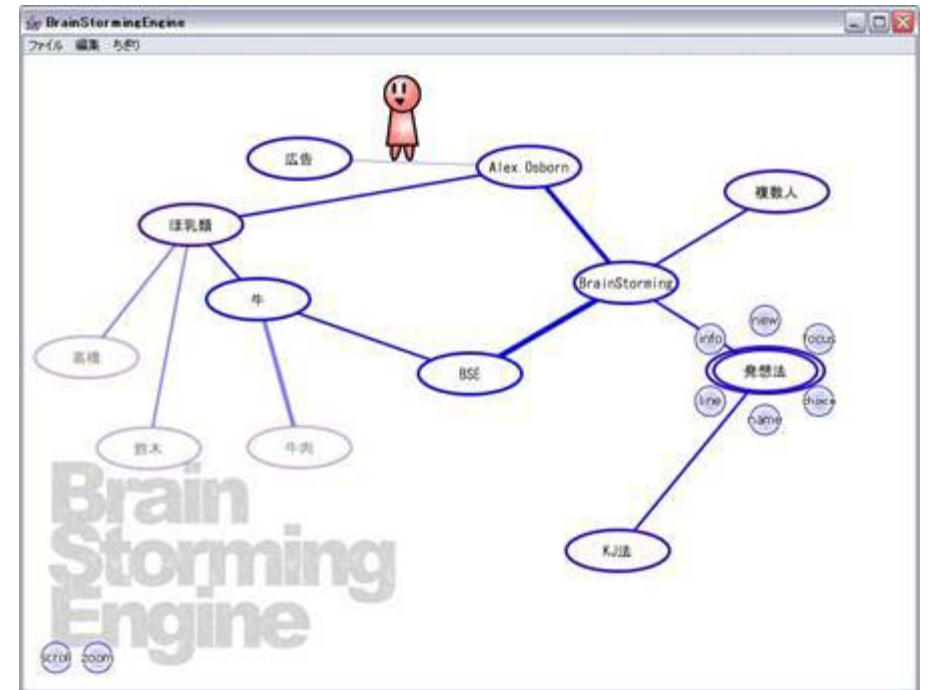 BrainStormingEngine
ファイル 編集 ちぎり
広告
Alex.Osborn
複数人
ほ乳類
BrainStorming
牛
new
info
focus
高橋
BSE
発想法
line
choice
name
鈴木
牛肉
KJ法
Brain
Storming
Engine
scroll
zoom